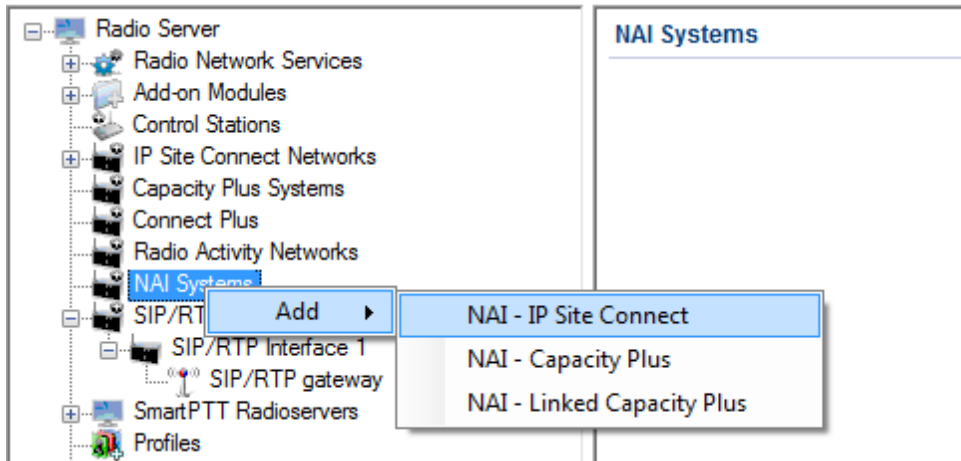 Radio Server
Radio Network Services
Add-on Modules
Control Stations
IP Site Connect Networks
Capacity Plus Systems
Connect Plus
Radio Activity Networks
NAI Systems
SIP/RT
SIP/RTP Interface 1
SIP/RTP gateway
SmartPTT Radioservers
Profiles
Add
NAI - IP Site Connect
NAI - Capacity Plus
NAI - Linked Capacity Plus
NAI Systems